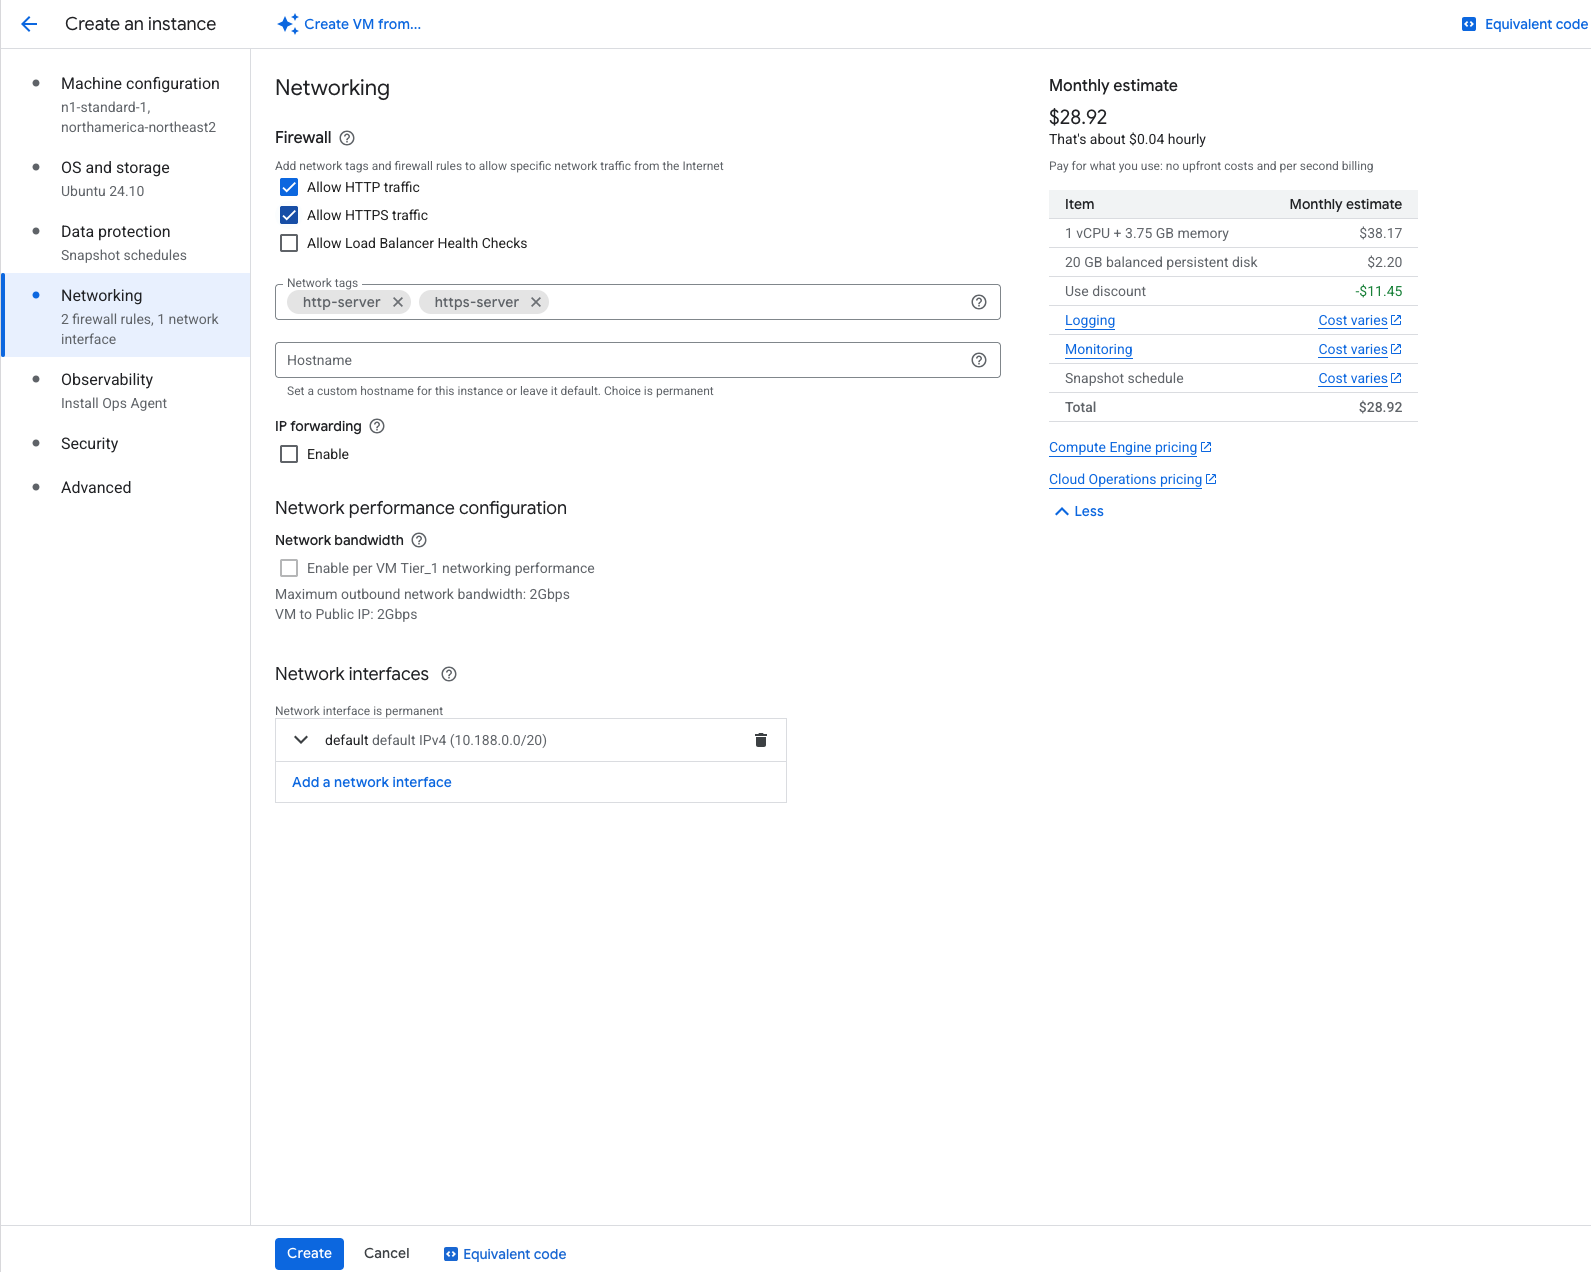 Create an instance
Create VM from...
Equivalent code
Machine configuration
n1-standard-1,
northamerica-northeast2
OS and storage
Ubuntu 24.10
Data protection
Snapshot schedules
Networking
2 firewall rules, 1 network
interface
Observability
Install Ops Agent
Security
Advanced
Networking
Firewall
Add network tags and firewall rules to allow specific network traffic from the Internet
Allow HTTP traffic
Allow HTTPS traffic
Allow Load Balancer Health Checks
Network tags
http-server https-server
Hostname
Set a custom hostname for this instance or leave it default. Choice is permanent
IP forwarding
Enable
Network performance configuration
Network bandwidth
Enable per VM Tier_1 networking performance
Maximum outbound network bandwidth: 2Gbps
VM to Public IP: 2Gbps
Network interfaces
Network interface is permanent
default default IPv4 (10.188.0.0/20)
Add a network interface
Monthly estimate
$28.92
That's about $0.04 hourly
Pay for what you use: no upfront costs and per second billing
Item Monthly estimate
1 vCPU + 3.75 GB memory $38.17
20 GB balanced persistent disk $2.20
Use discount -$11.45
Logging Cost varies
Monitoring Cost varies
Snapshot schedule Cost varies
Total $28.92
Compute Engine pricing
Cloud Operations pricing
Less
Create Cancel Equivalent code